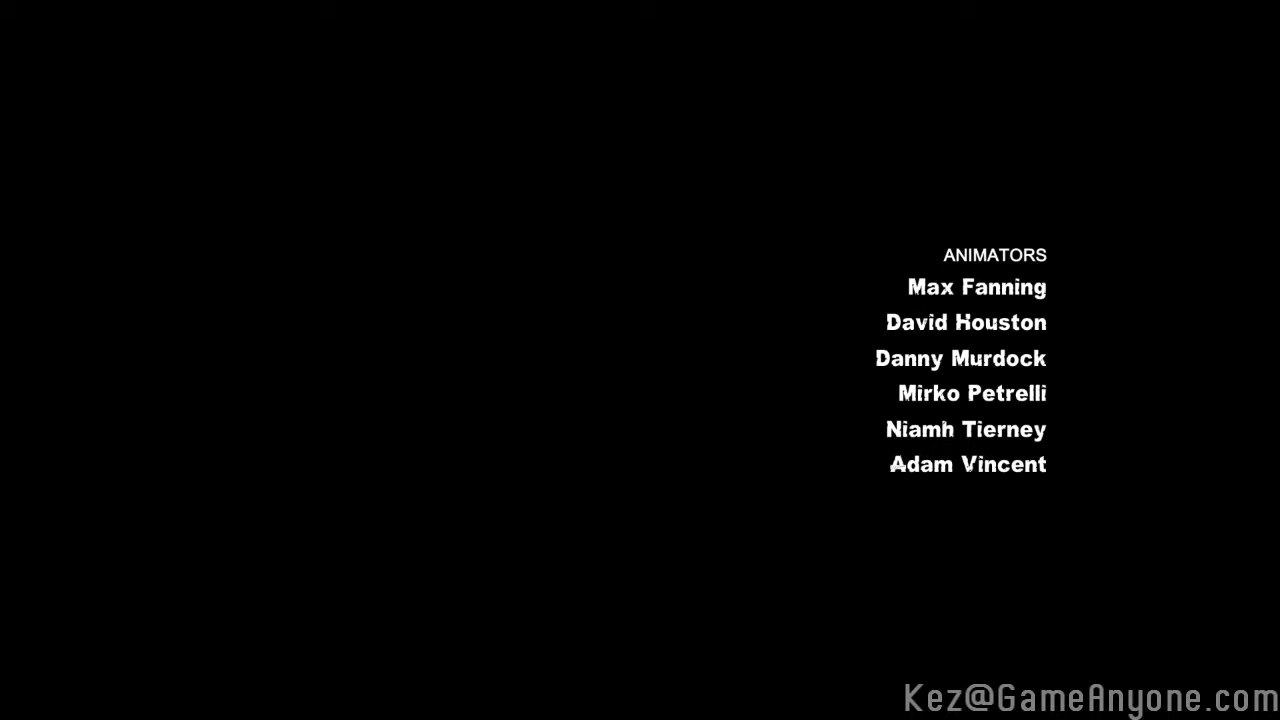 ANIMATORS
Max Fanning
David Houston
Danny Murdock
Mirko Petrelli
Niamh Tierney
Adam Vincent
Kez@GameAnyone.com